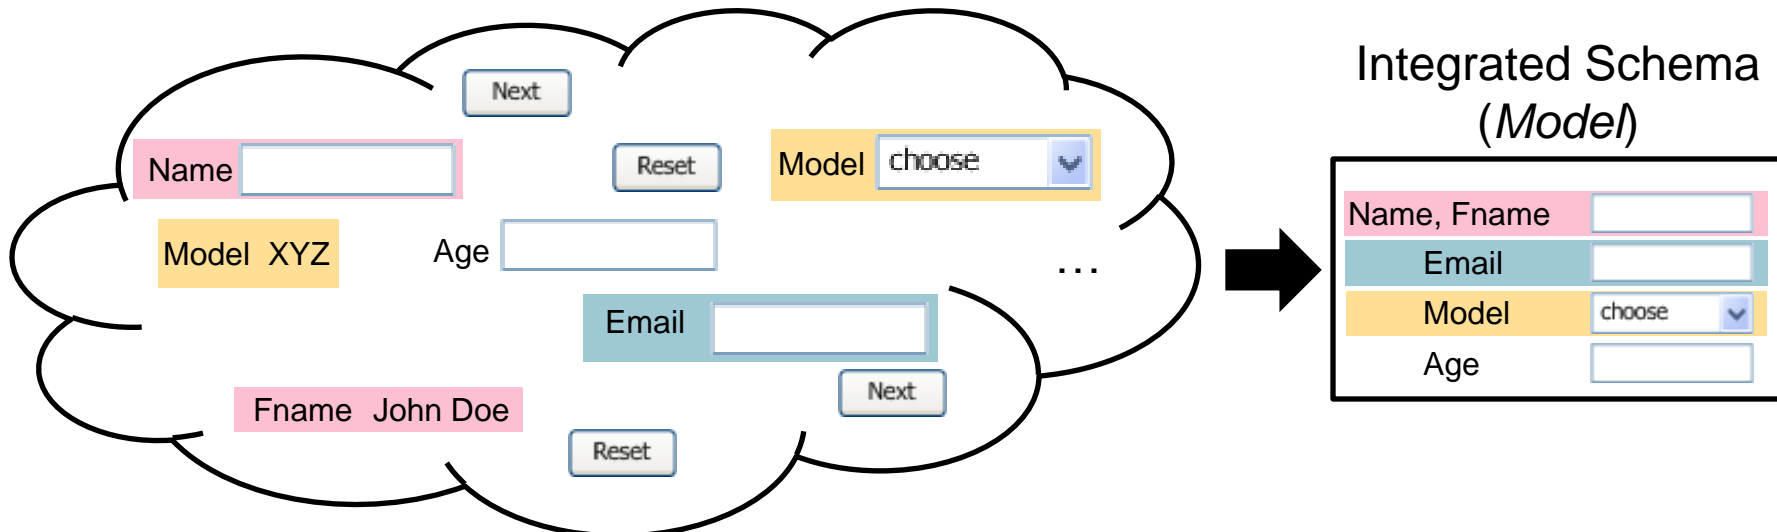 Next
Name
Reset
Model choose
Model XYZ
Age
...
Email
Next
Fname John Doe
Reset
Integrated Schema
(Model)
Name, Fname
Email
Model choose
Age